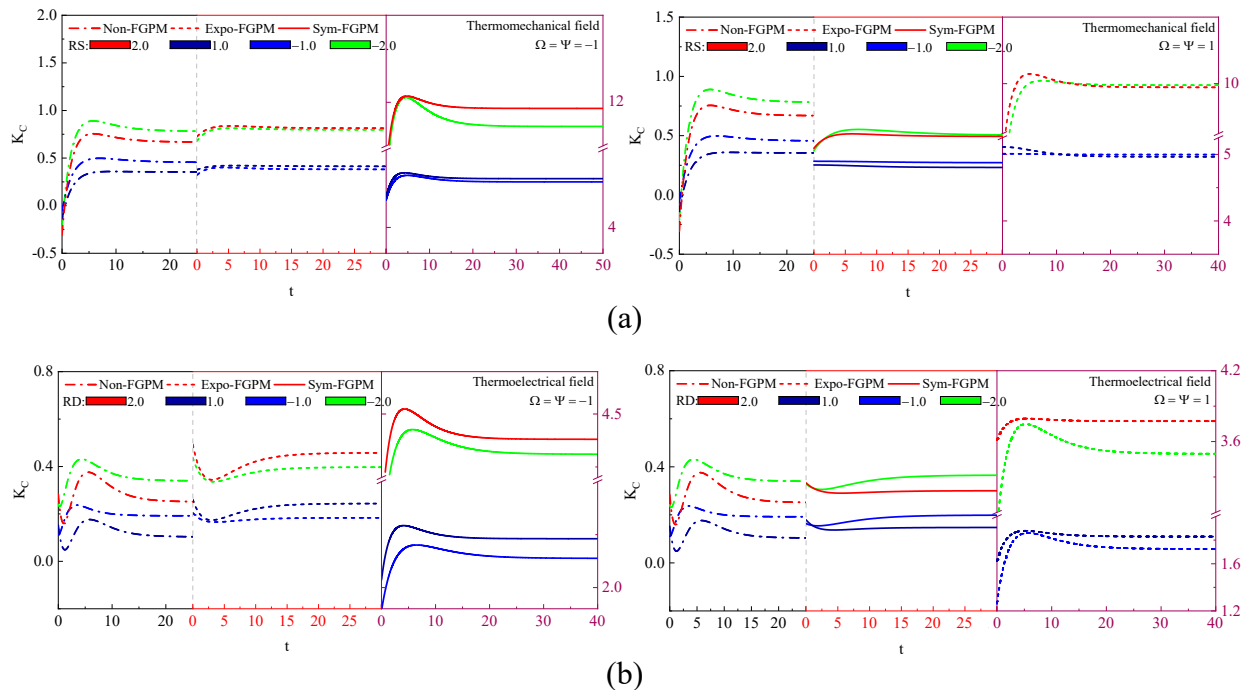 Non-FGPM Expo-FGPM Sym-FGPM
RS: 2.0 1.0 −1.0 −2.0
Thermomechanical field
Ω = Ψ = −1
2.0
1.5
1.0
0.5
0.0
-0.5
K_C
12
4
0 10 20 0 5 10 15 20 25 0 10 20 30 40 50
t
Non-FGPM Expo-FGPM Sym-FGPM
RS: 2.0 1.0 −1.0 −2.0
Thermomechanical field
Ω = Ψ = 1
1.5
1.0
0.5
0.0
-0.5
K_C
10
5
4
0 10 20 0 5 10 15 20 25 0 10 20 30 40
t
(a)
Non-FGPM Expo-FGPM Sym-FGPM
RD: 2.0 1.0 −1.0 −2.0
Thermoelectrical field
Ω = Ψ = −1
0.8
0.4
0.0
K_C
4.5
2.0
0 10 20 0 5 10 15 20 25 0 10 20 30 40
t
Non-FGPM Expo-FGPM Sym-FGPM
RD: 2.0 1.0 −1.0 −2.0
Thermoelectrical field
Ω = Ψ = 1
0.8
0.4
0.0
K_C
4.2
3.6
1.6
1.2
0 10 20 0 5 10 15 20 25 0 10 20 30 40
t
(b)